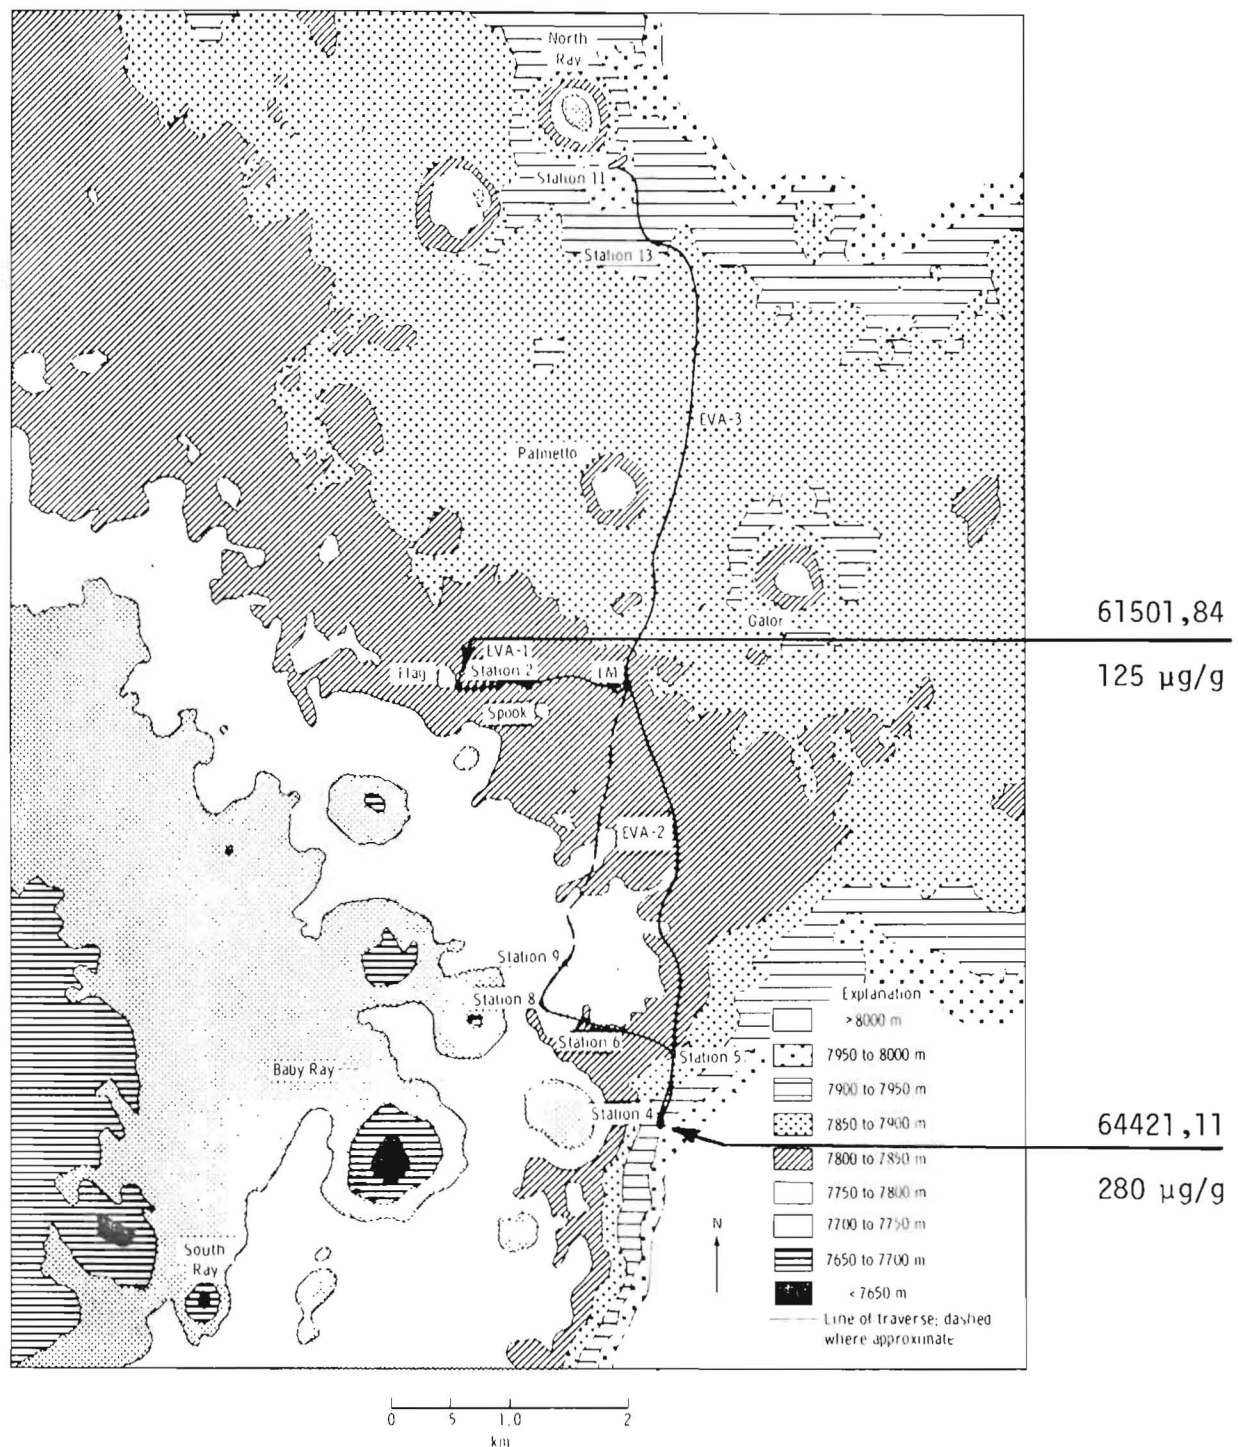 North
Ray
Station 11
Station 13
EVA-3
Palmetto
Gator
61501,84
125 µg/g
EVA-1
Flag
Station 2
LM
Spook
EVA-2
Station 9
Station 8
Station 6
Station 5
Station 4
Baby Ray
South
Ray
Explanation
> 8000 m
7950 to 8000 m
7900 to 7950 m
7850 to 7900 m
7800 to 7850 m
7750 to 7800 m
7700 to 7750 m
7650 to 7700 m
< 7650 m
Line of traverse; dashed
where approximate
64421,11
280 µg/g
N
0 5 1.0 2
km